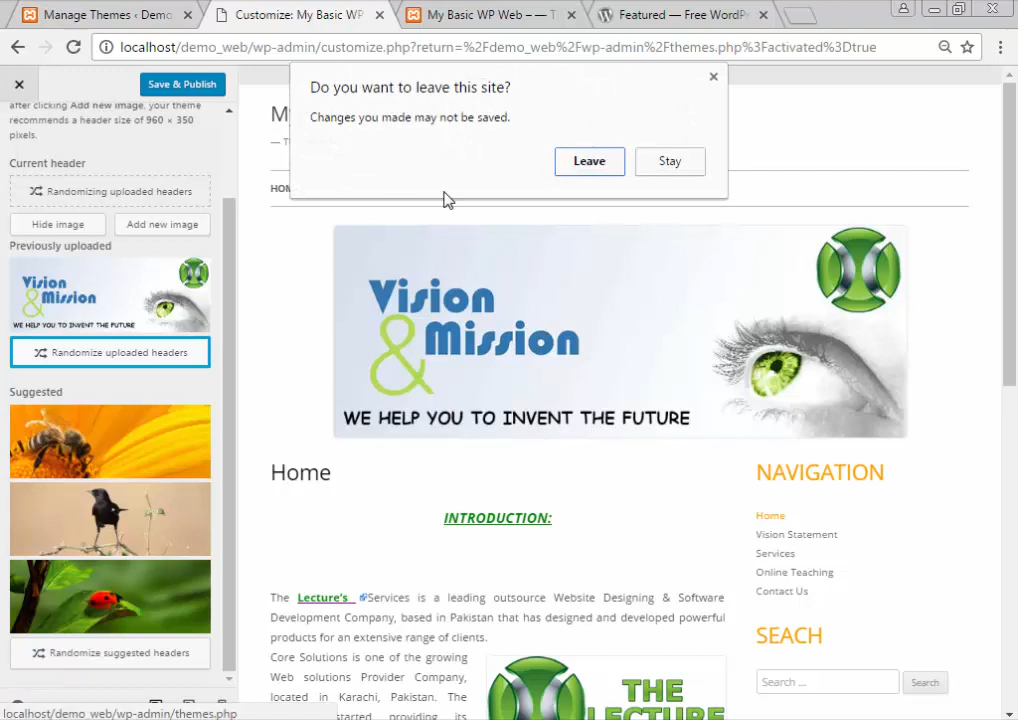 Manage Themes ‹ Demo
Customize: My Basic WP
My Basic WP Web – — T
Featured — Free WordP
localhost/demo_web/wp-admin/customize.php?return=%2Fdemo_web%2Fwp-admin%2Fthemes.php%3Factivated%3Dtrue
Save & Publish
after clicking Add new image, your theme
recommends a header size of 960 × 350
pixels.
Current header
Randomizing uploaded headers
Hide image
Add new image
Previously uploaded
Vision
& Mission
WE HELP YOU TO INVENT THE FUTURE
Randomize uploaded headers
Suggested
Randomize suggested headers
localhost/demo_web/wp-admin/themes.php
Do you want to leave this site?
Changes you made may not be saved.
Leave
Stay
Vision
& Mission
WE HELP YOU TO INVENT THE FUTURE
Home
INTRODUCTION:
The Lecture's Services is a leading outsource Website Designing & Software
Development Company, based in Pakistan that has designed and developed powerful
products for an extensive range of clients.
Core Solutions is one of the growing
Web solutions Provider Company,
located in Karachi, Pakistan. The
started providing its
THE
LECTURE
NAVIGATION
Home
Vision Statement
Services
Online Teaching
Contact Us
SEACH
Search ...
Search